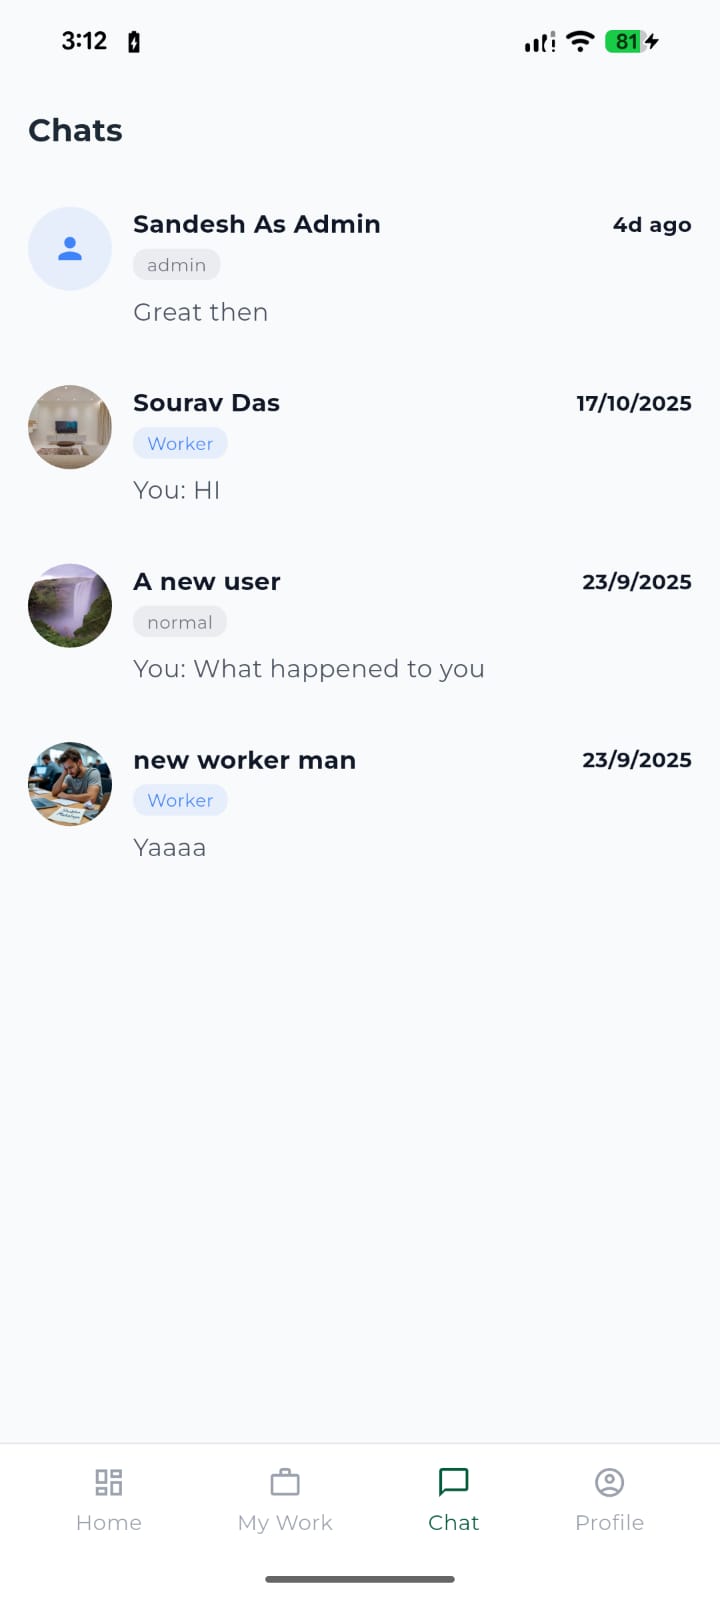 3:12
81
Chats
Sandesh As Admin
4d ago
admin
Great then
Sourav Das
17/10/2025
Worker
You: HI
A new user
23/9/2025
normal
You: What happened to you
new worker man
23/9/2025
Worker
Yaaaa
Home
My Work
Chat
Profile